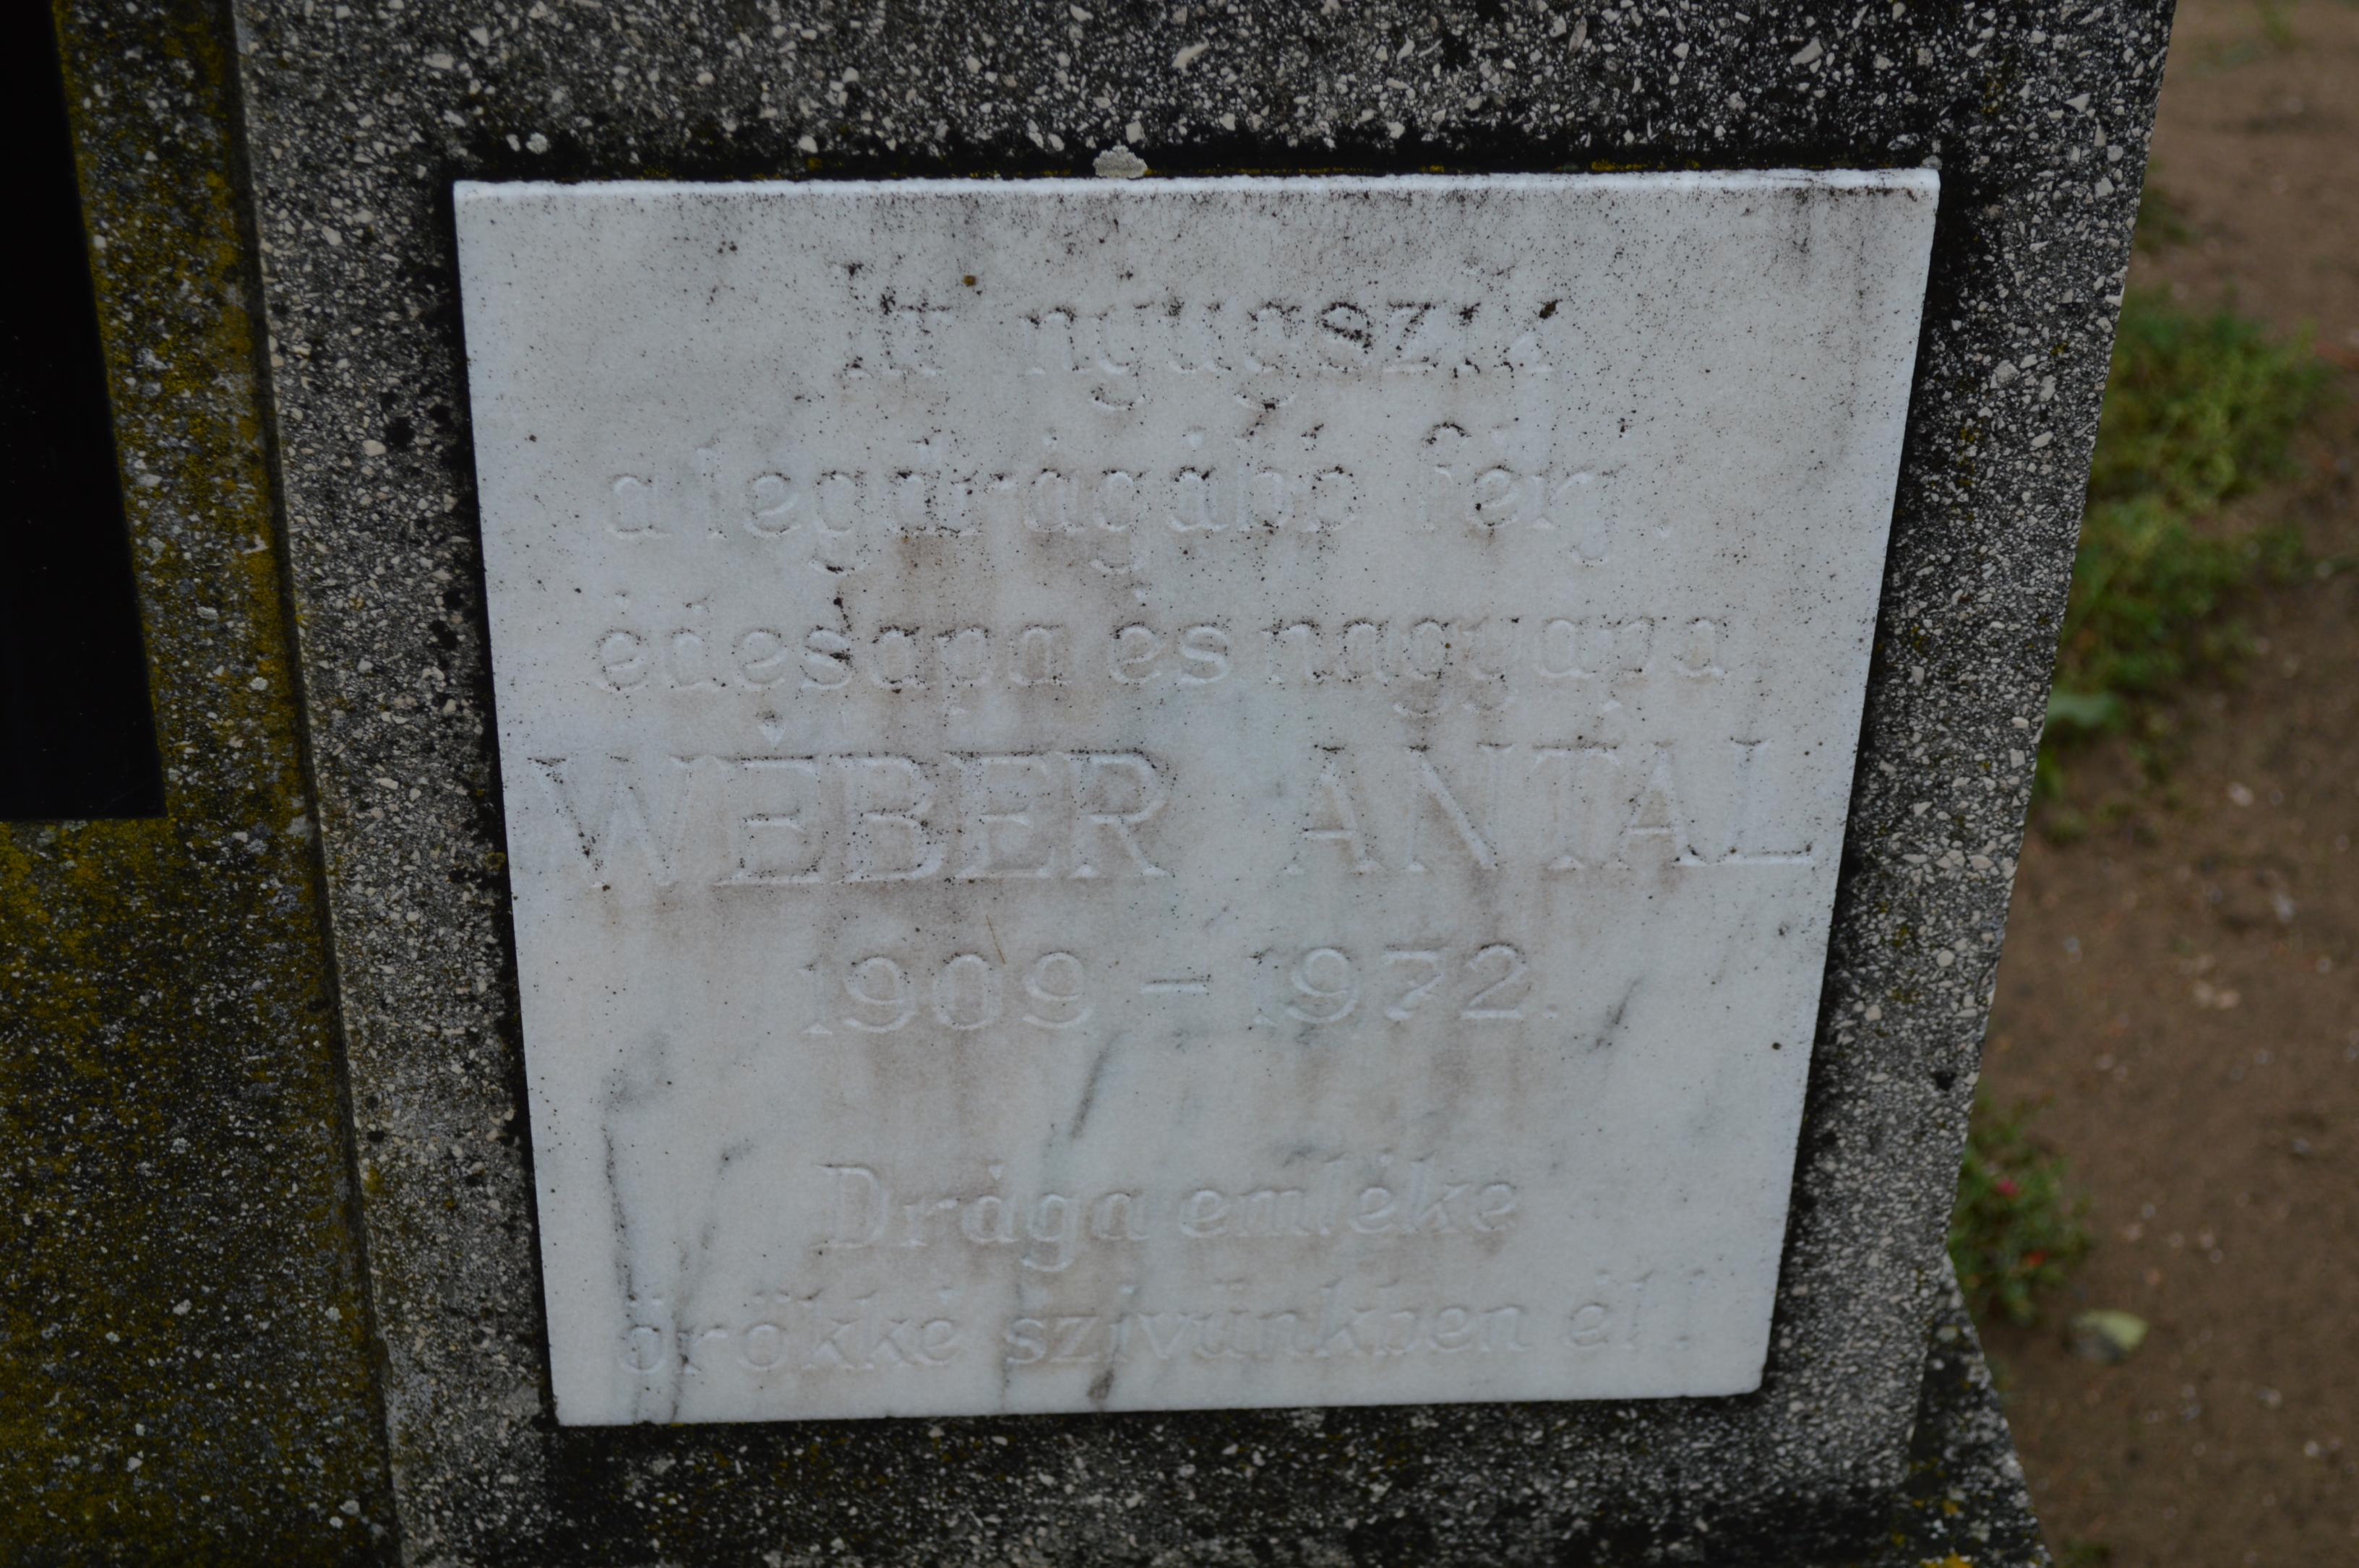 Itt nyugszik
a legdrágább férj.
édesapa és nagyapa
WÉBER ANTAL
1909 – 1972.
Drága emléke
örökké szívünkben él!